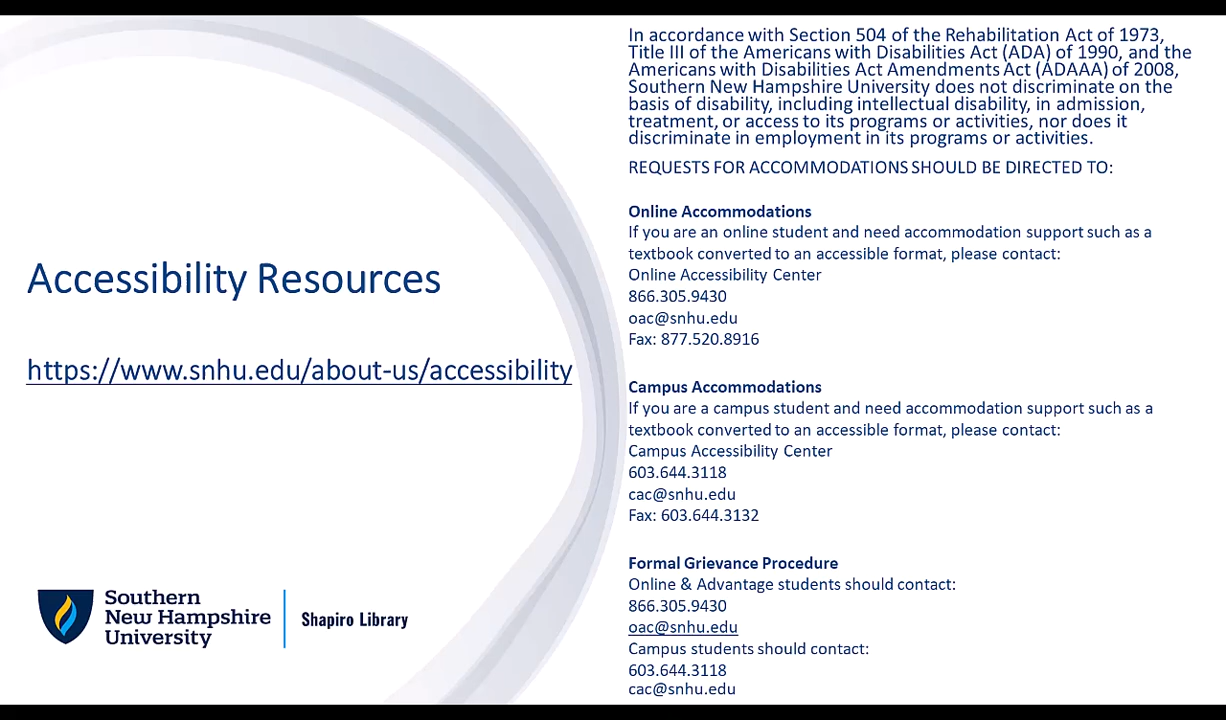 Accessibility Resources
https://www.snhu.edu/about-us/accessibility
Southern
New Hampshire
University
Shapiro Library
In accordance with Section 504 of the Rehabilitation Act of 1973,
Title III of the Americans with Disabilities Act (ADA) of 1990, and the
Americans with Disabilities Act Amendments Act (ADAAA) of 2008,
Southern New Hampshire University does not discriminate on the
basis of disability, including intellectual disability, in admission,
treatment, or access to its programs or activities, nor does it
discriminate in employment in its programs or activities.
REQUESTS FOR ACCOMMODATIONS SHOULD BE DIRECTED TO:
Online Accommodations
If you are an online student and need accommodation support such as a
textbook converted to an accessible format, please contact:
Online Accessibility Center
866.305.9430
oac@snhu.edu
Fax: 877.520.8916
Campus Accommodations
If you are a campus student and need accommodation support such as a
textbook converted to an accessible format, please contact:
Campus Accessibility Center
603.644.3118
cac@snhu.edu
Fax: 603.644.3132
Formal Grievance Procedure
Online & Advantage students should contact:
866.305.9430
oac@snhu.edu
Campus students should contact:
603.644.3118
cac@snhu.edu